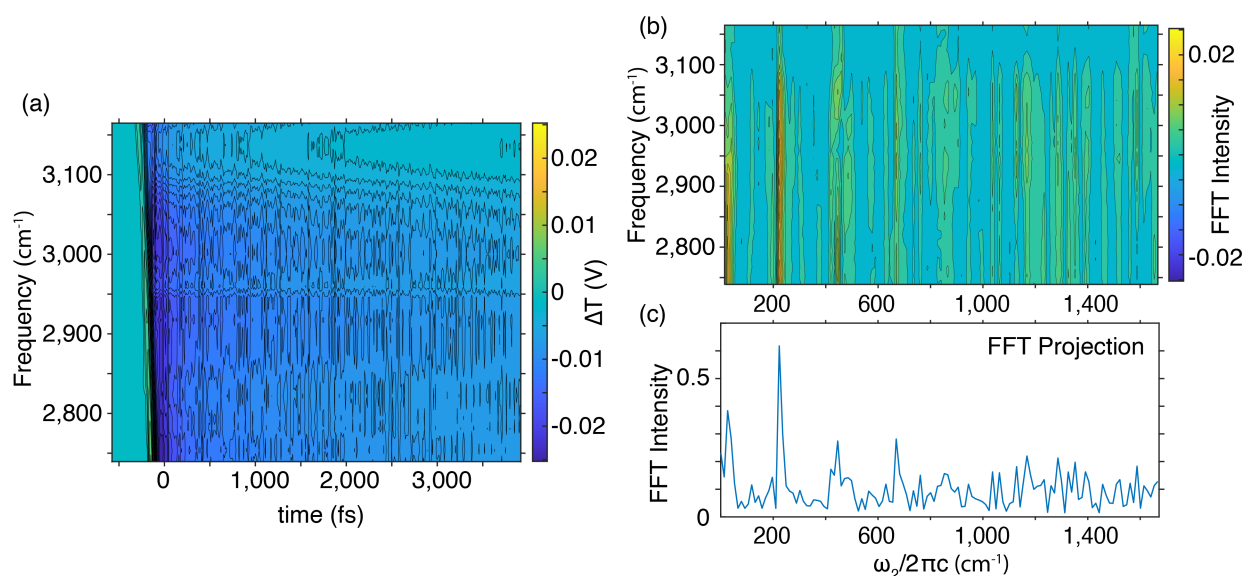 (a)
3,100
3,000
2,900
2,800
Frequency (cm⁻¹)
0
1,000
2,000
3,000
time (fs)
0.02
0.01
0
-0.01
-0.02
ΔT (V)
(b)
3,100
3,000
2,900
2,800
Frequency (cm⁻¹)
200
600
1,000
1,400
0.02
-0.02
FFT Intensity
(c)
FFT Projection
0.5
0
FFT Intensity
200
600
1,000
1,400
ω₂/2πc (cm⁻¹)